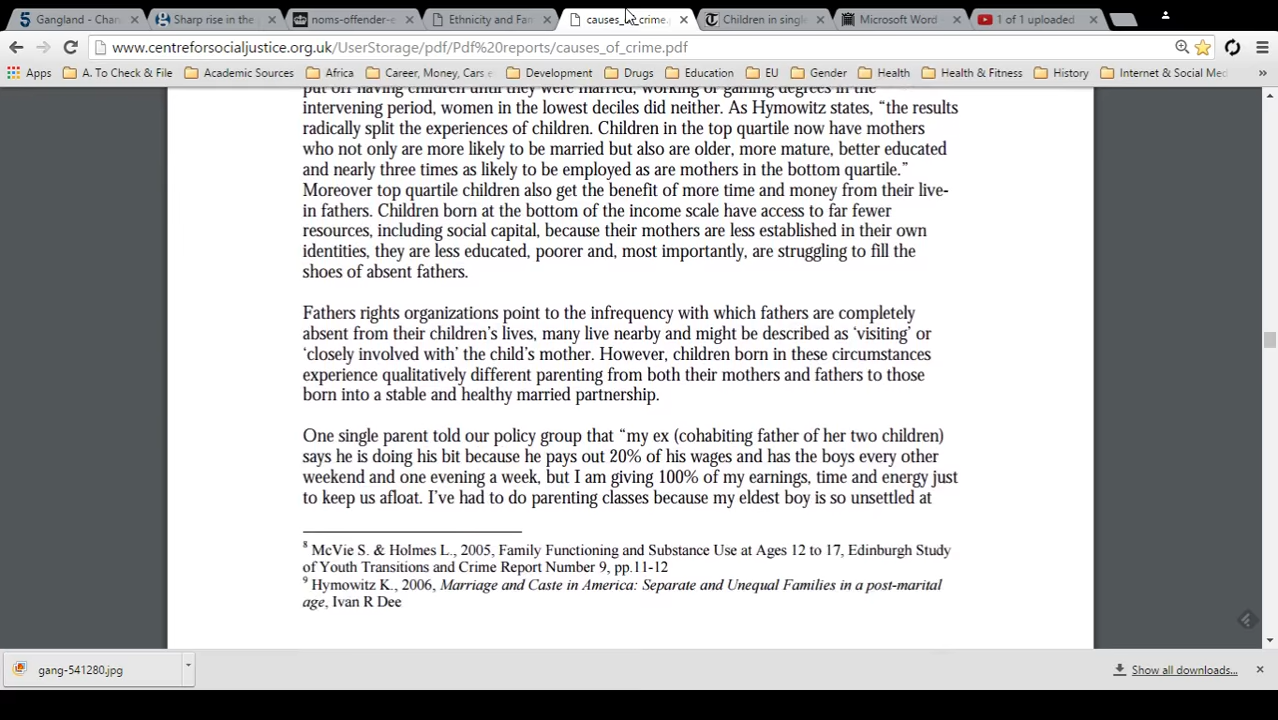 Gangland - Chan
Sharp rise in the
noms-offender-e
Ethnicity and Fan
causes_of_crime.
Children in single
Microsoft Word -
1 of 1 uploaded
www.centreforsocialjustice.org.uk/UserStorage/pdf/Pdf%20reports/causes_of_crime.pdf
Apps
A. To Check & File
Academic Sources
Africa
Career, Money, Cars e
Development
Drugs
Education
EU
Gender
Health
Health & Fitness
History
Internet & Social Med
put off having children until they were married, working or gaining degrees in the
intervening period, women in the lowest deciles did neither. As Hymowitz states, “the results
radically split the experiences of children. Children in the top quartile now have mothers
who not only are more likely to be married but also are older, more mature, better educated
and nearly three times as likely to be employed as are mothers in the bottom quartile.”
Moreover top quartile children also get the benefit of more time and money from their live-
in fathers. Children born at the bottom of the income scale have access to far fewer
resources, including social capital, because their mothers are less established in their own
identities, they are less educated, poorer and, most importantly, are struggling to fill the
shoes of absent fathers.
Fathers rights organizations point to the infrequency with which fathers are completely
absent from their children’s lives, many live nearby and might be described as ‘visiting’ or
‘closely involved with’ the child’s mother. However, children born in these circumstances
experience qualitatively different parenting from both their mothers and fathers to those
born into a stable and healthy married partnership.
One single parent told our policy group that “my ex (cohabiting father of her two children)
says he is doing his bit because he pays out 20% of his wages and has the boys every other
weekend and one evening a week, but I am giving 100% of my earnings, time and energy just
to keep us afloat. I’ve had to do parenting classes because my eldest boy is so unsettled at
8 McVie S. & Holmes L., 2005, Family Functioning and Substance Use at Ages 12 to 17, Edinburgh Study
of Youth Transitions and Crime Report Number 9, pp.11-12
9 Hymowitz K., 2006, Marriage and Caste in America: Separate and Unequal Families in a post-marital
age, Ivan R Dee
gang-541280.jpg
Show all downloads...